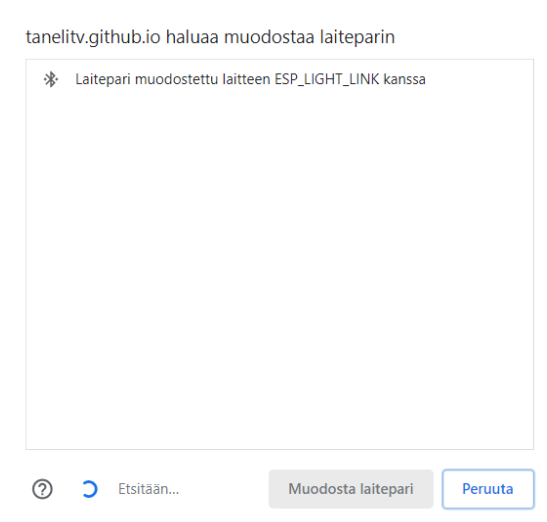 tanelitv.github.io haluaa muodostaa laiteparin
Laitepari muodostettu laitteen ESP_LIGHT_LINK kanssa
Etsitään...
Muodosta laitepari
Peruuta